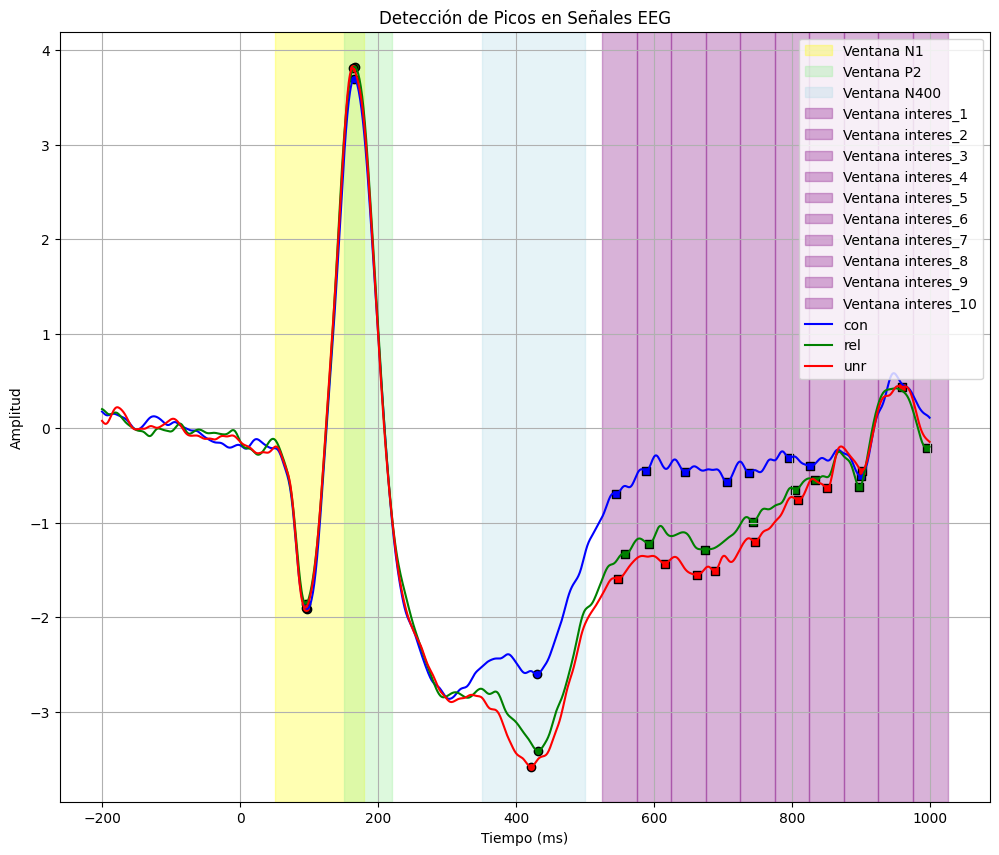 Detección de Picos en Señales EEG
Amplitud
4
3
2
1
0
−1
−2
−3
−200
0
200
400
600
800
1000
Tiempo (ms)
Ventana N1
Ventana P2
Ventana N400
Ventana interes_1
Ventana interes_2
Ventana interes_3
Ventana interes_4
Ventana interes_5
Ventana interes_6
Ventana interes_7
Ventana interes_8
Ventana interes_9
Ventana interes_10
con
rel
unr